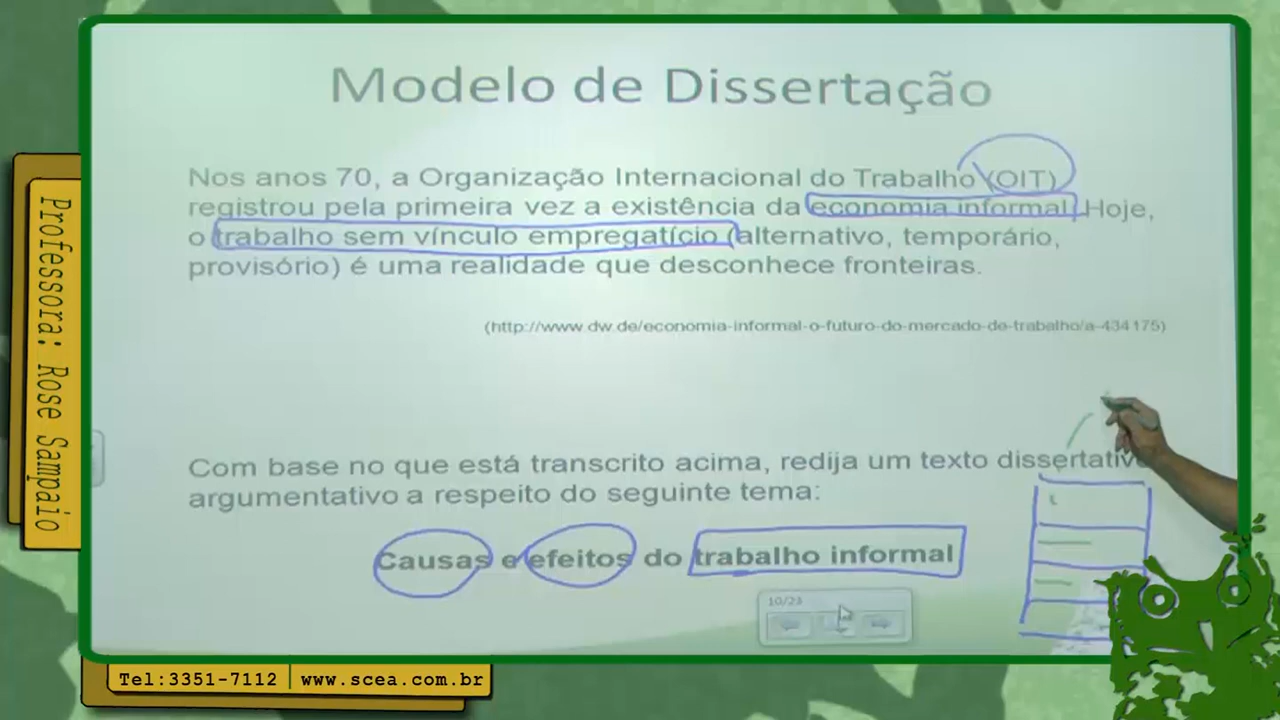 Modelo de Dissertação
Nos anos 70, a Organização Internacional do Trabalho (OIT)
registrou pela primeira vez a existência da economia informal. Hoje,
o trabalho sem vínculo empregatício (alternativo, temporário,
provisório) é uma realidade que desconhece fronteiras.
(http://www.dw.de/economia-informal-o-futuro-do-mercado-de-trabalho/a-434175)
Com base no que está transcrito acima, redija um texto dissertativ
argumentativo a respeito do seguinte tema:
Causas e efeitos do trabalho informal
10/23
Professora: Rose Sampaio
Tel:3351-7112 www.scea.com.br